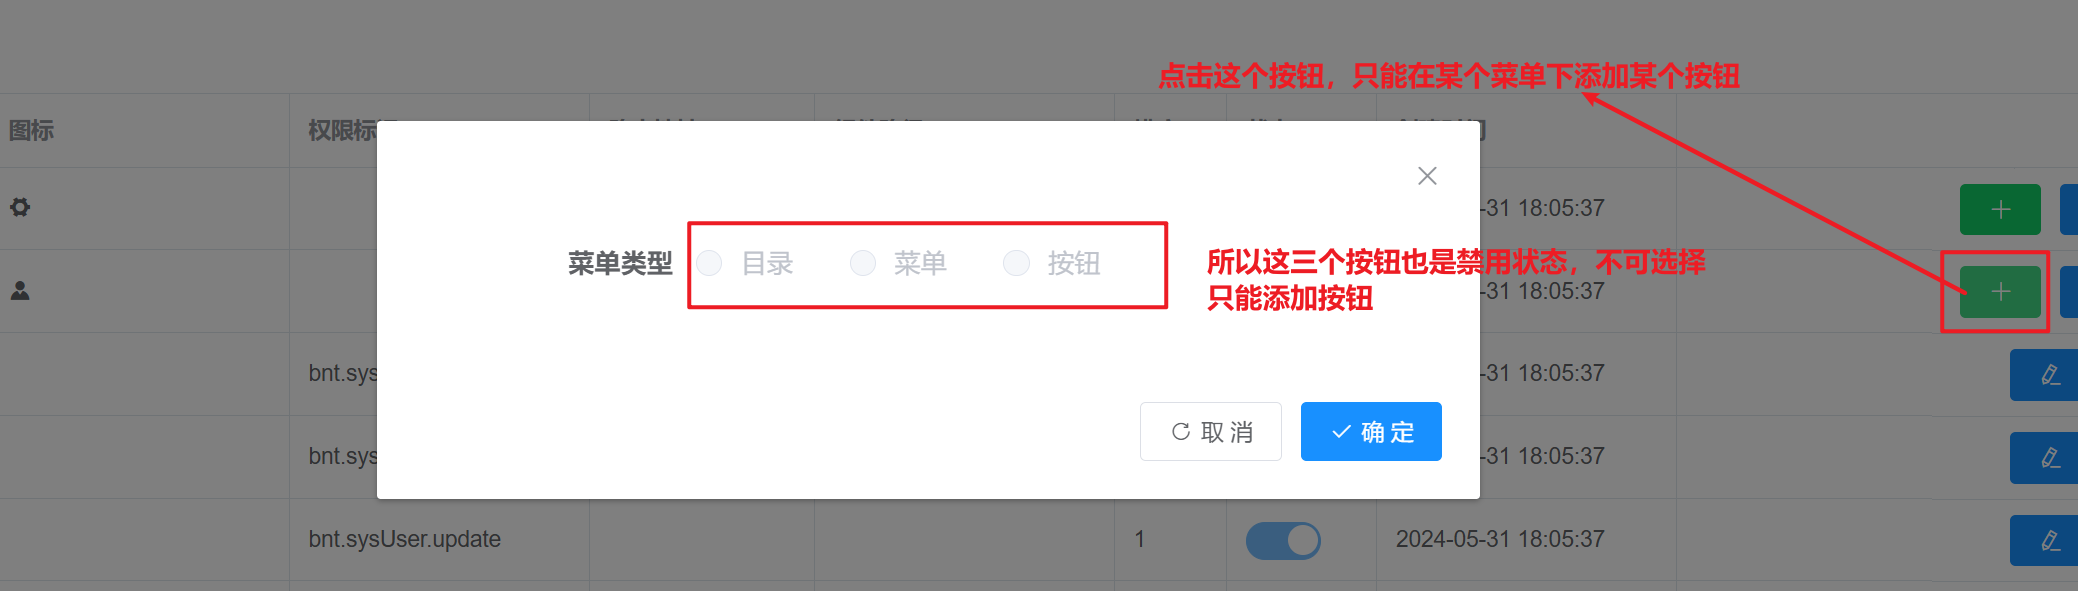 点击这个按钮，只能在某个菜单下添加某个按钮
图标
权限标
-31 18:05:37
菜单类型 目录 菜单 按钮
所以这三个按钮也是禁用状态，不可选择
只能添加按钮
-31 18:05:37
bnt.sys
-31 18:05:37
取消 确定
bnt.sys
-31 18:05:37
bnt.sysUser.update
1
2024-05-31 18:05:37